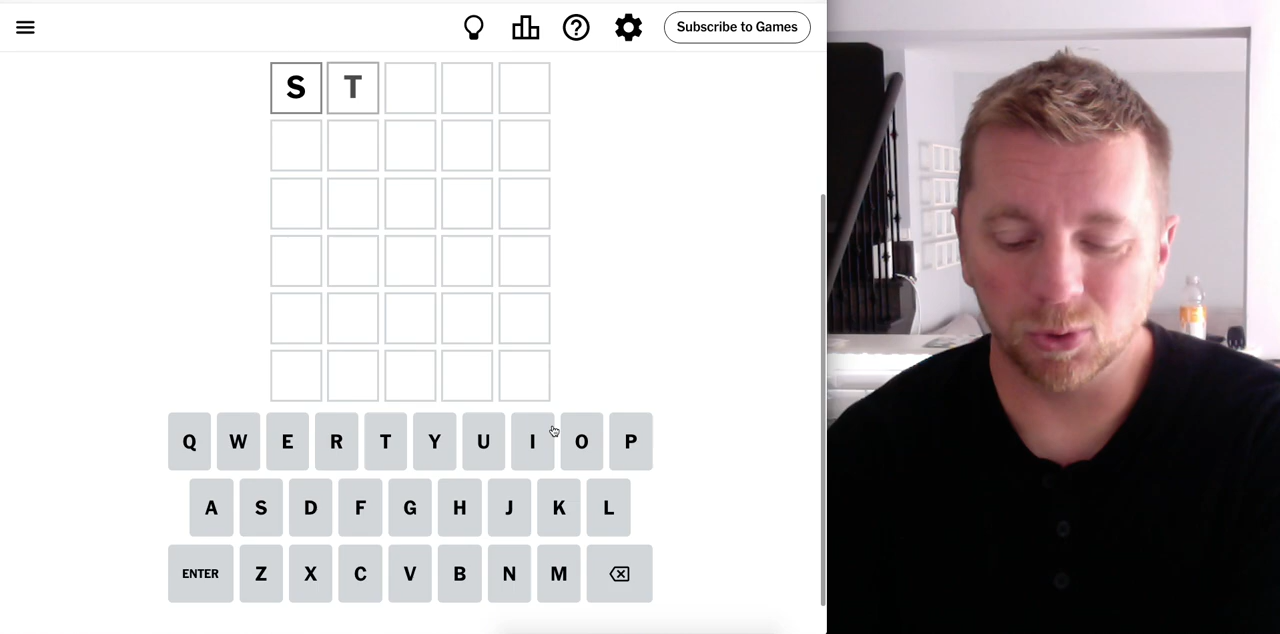 Subscribe to Games
S T
Q W E R T Y U I O P
A S D F G H J K L
ENTER Z X C V B N M